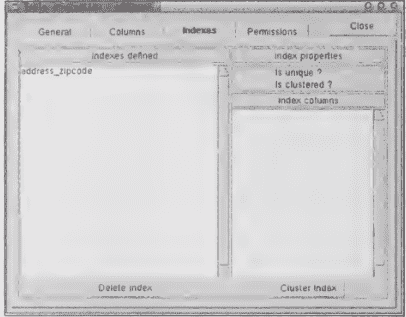 General Columns Indexes Permissions Close
Indexes defined
address_zipcode
Index properties
Is unique ?
Is clustered ?
Index columns
Delete Index
Cluster Index